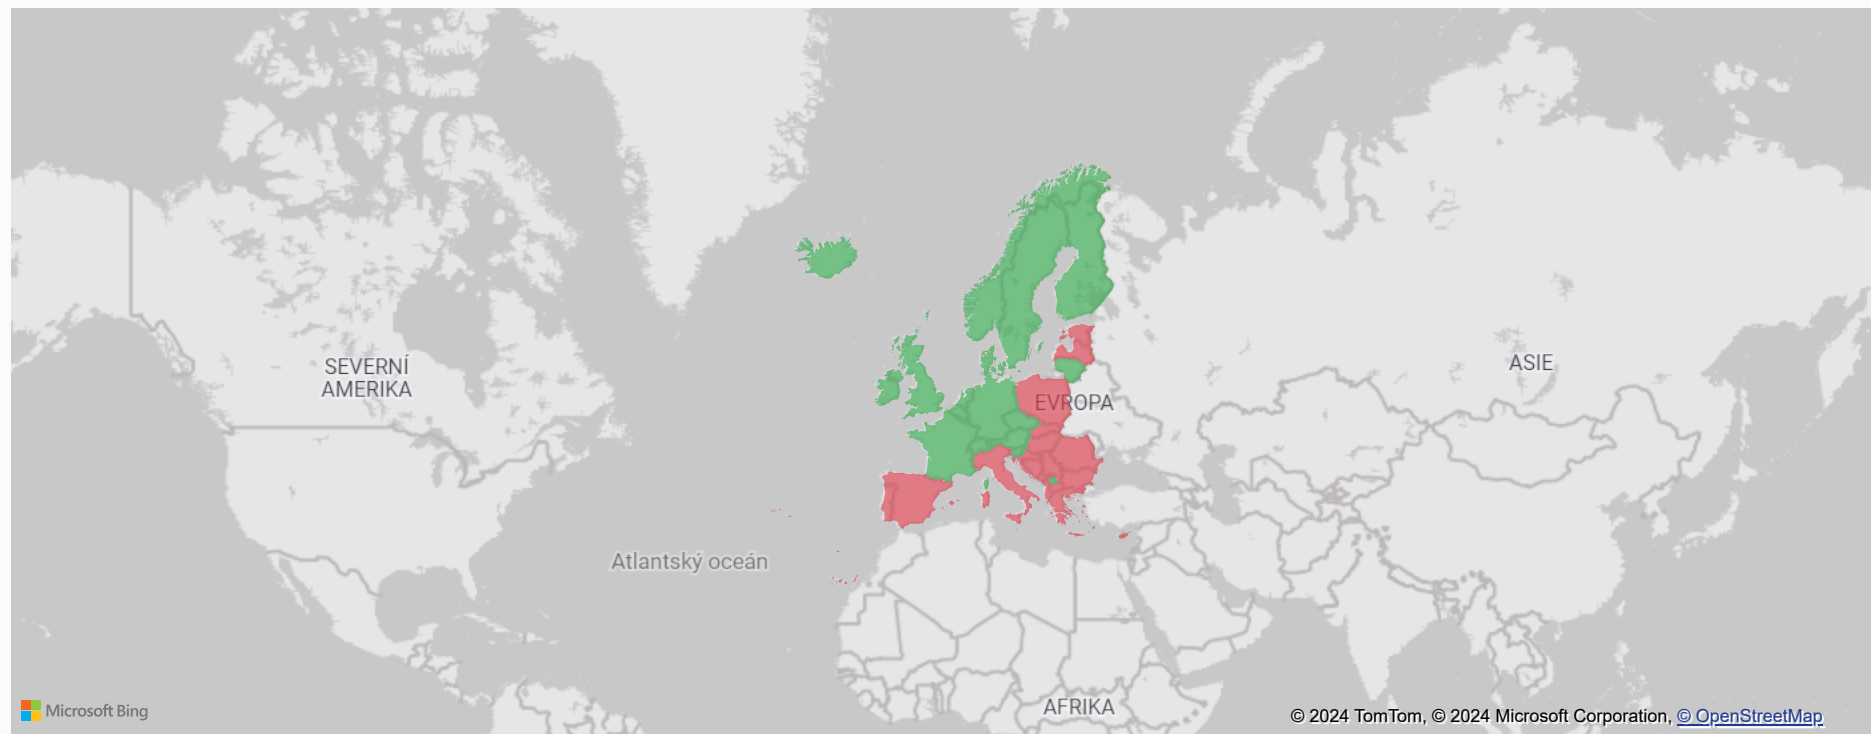 SEVERNÍ
AMERIKA
EVROPA
ASIE
Atlantský oceán
AFRIKA
Microsoft Bing
© 2024 TomTom, © 2024 Microsoft Corporation, © OpenStreetMap